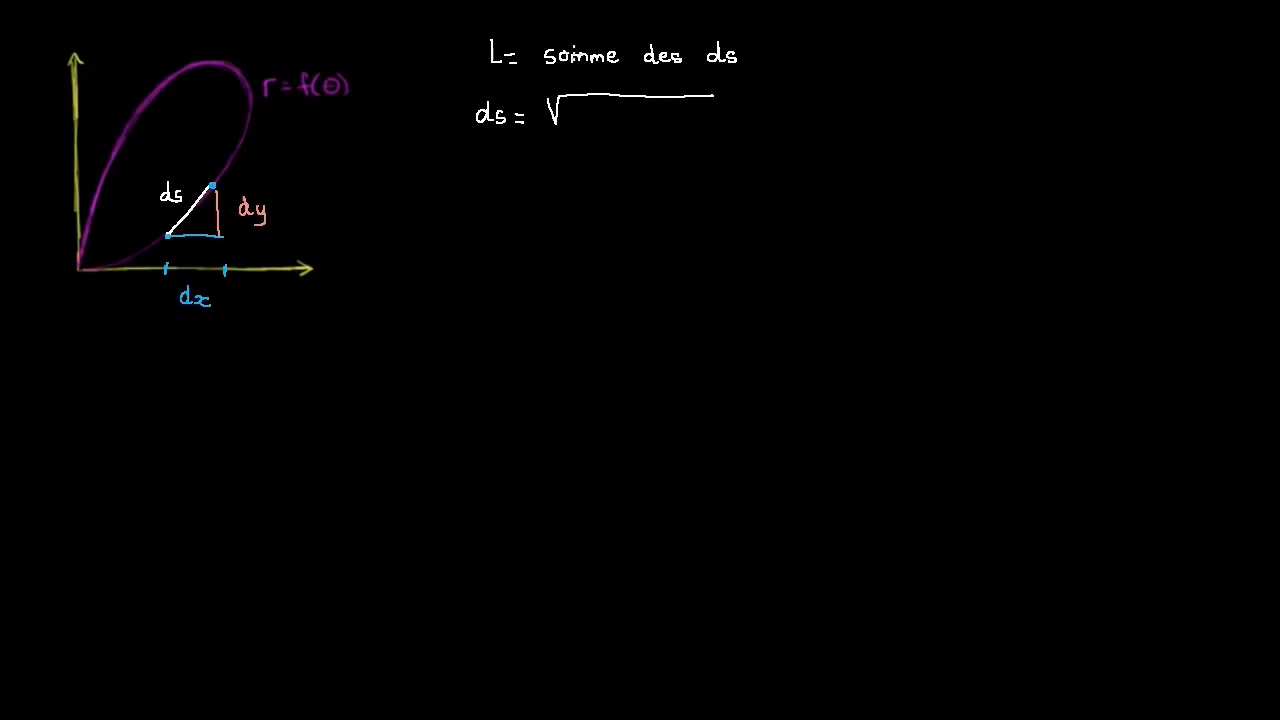 L= somme des ds
r=f(θ)
ds = √
ds
dy
dx